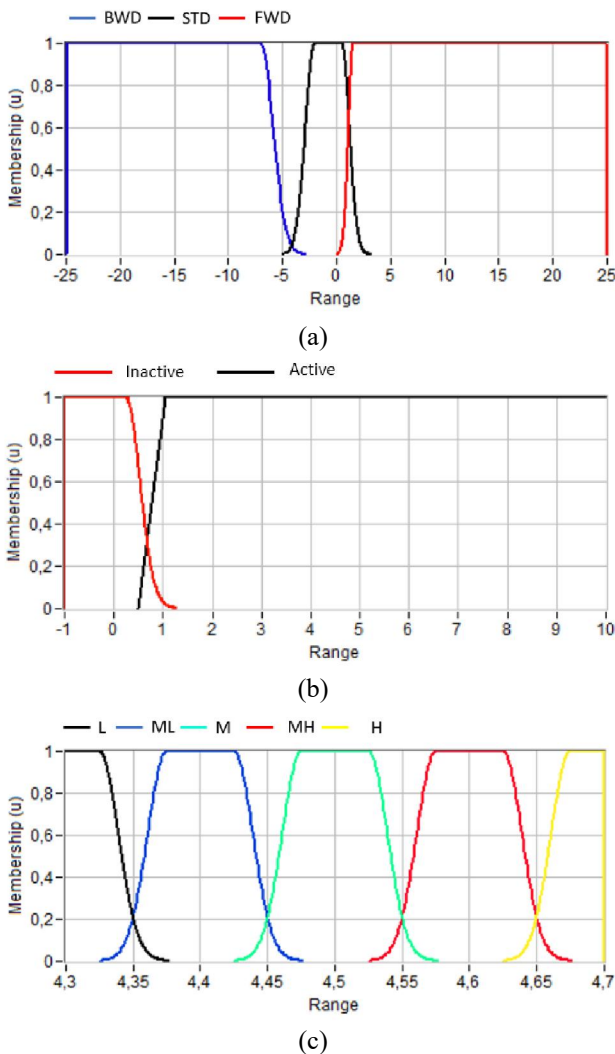 BWD STD FWD
Membership (u)
1
0,8
0,6
0,4
0,2
0
-25 -20 -15 -10 -5 0 5 10 15 20 25
Range
(a)
Inactive Active
Membership (u)
1
0,8
0,6
0,4
0,2
0
-1 0 1 2 3 4 5 6 7 8 9 10
Range
(b)
L ML M MH H
Membership (u)
1
0,8
0,6
0,4
0,2
0
4,3 4,35 4,4 4,45 4,5 4,55 4,6 4,65 4,7
Range
(c)